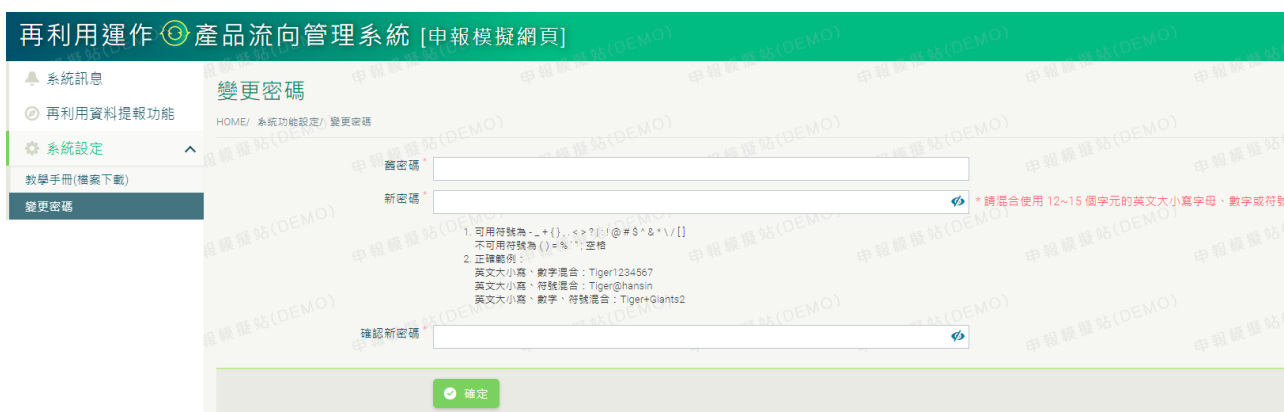 再利用運作 產品流向管理系統 [申報模擬網頁]
系統訊息
再利用資料提報功能
系統設定
教學手冊(檔案下載)
變更密碼
變更密碼
HOME/ 系統功能設定/ 變更密碼
舊密碼*
新密碼*
*請混合使用 12~15 個字元的英文大小寫字母、數字或符號
1. 可用符號為 - _ + { } , . < > ? | : ! @ # $ ^ & * \ / [ ]
不可用符號為 ( ) = % ' " ; 空格
2. 正確範例：
英文大小寫、數字混合：Tiger1234567
英文大小寫、符號混合：Tiger@hansin
英文大小寫、數字、符號混合：Tiger+Giants2
確認新密碼*
確定
申報模擬站(DEMO)